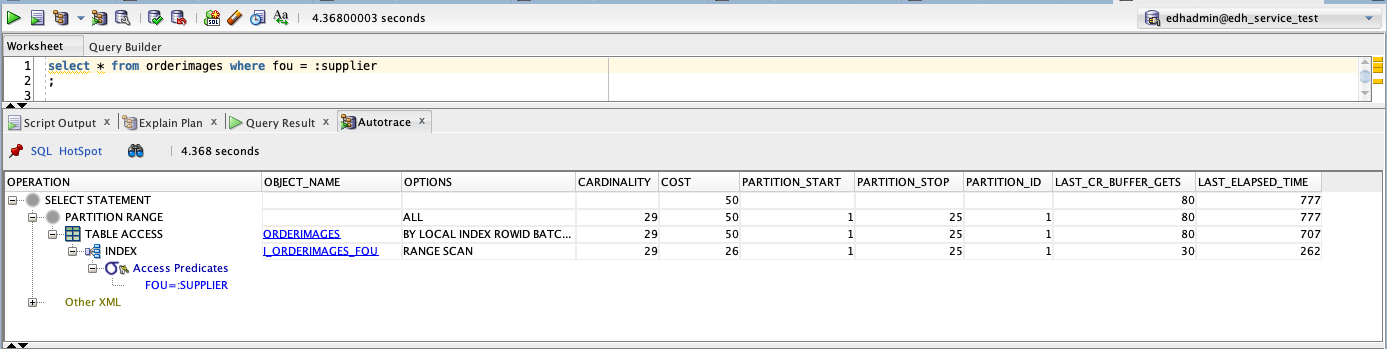 4.36800003 seconds
edhadmin@edh_service_test
Worksheet Query Builder
1 select * from orderimages where fou = :supplier
2 ;
3
Script Output x Explain Plan x Query Result x Autotrace x
SQL HotSpot 4.368 seconds
OPERATION OBJECT_NAME OPTIONS CARDINALITY COST PARTITION_START PARTITION_STOP PARTITION_ID LAST_CR_BUFFER_GETS LAST_ELAPSED_TIME
SELECT STATEMENT 50 80 777
PARTITION RANGE ALL 29 50 1 25 1 80 777
TABLE ACCESS ORDERIMAGES BY LOCAL INDEX ROWID BATC... 29 50 1 25 1 80 707
INDEX I_ORDERIMAGES_FOU RANGE SCAN 29 26 1 25 1 30 262
Access Predicates
FOU=:SUPPLIER
Other XML